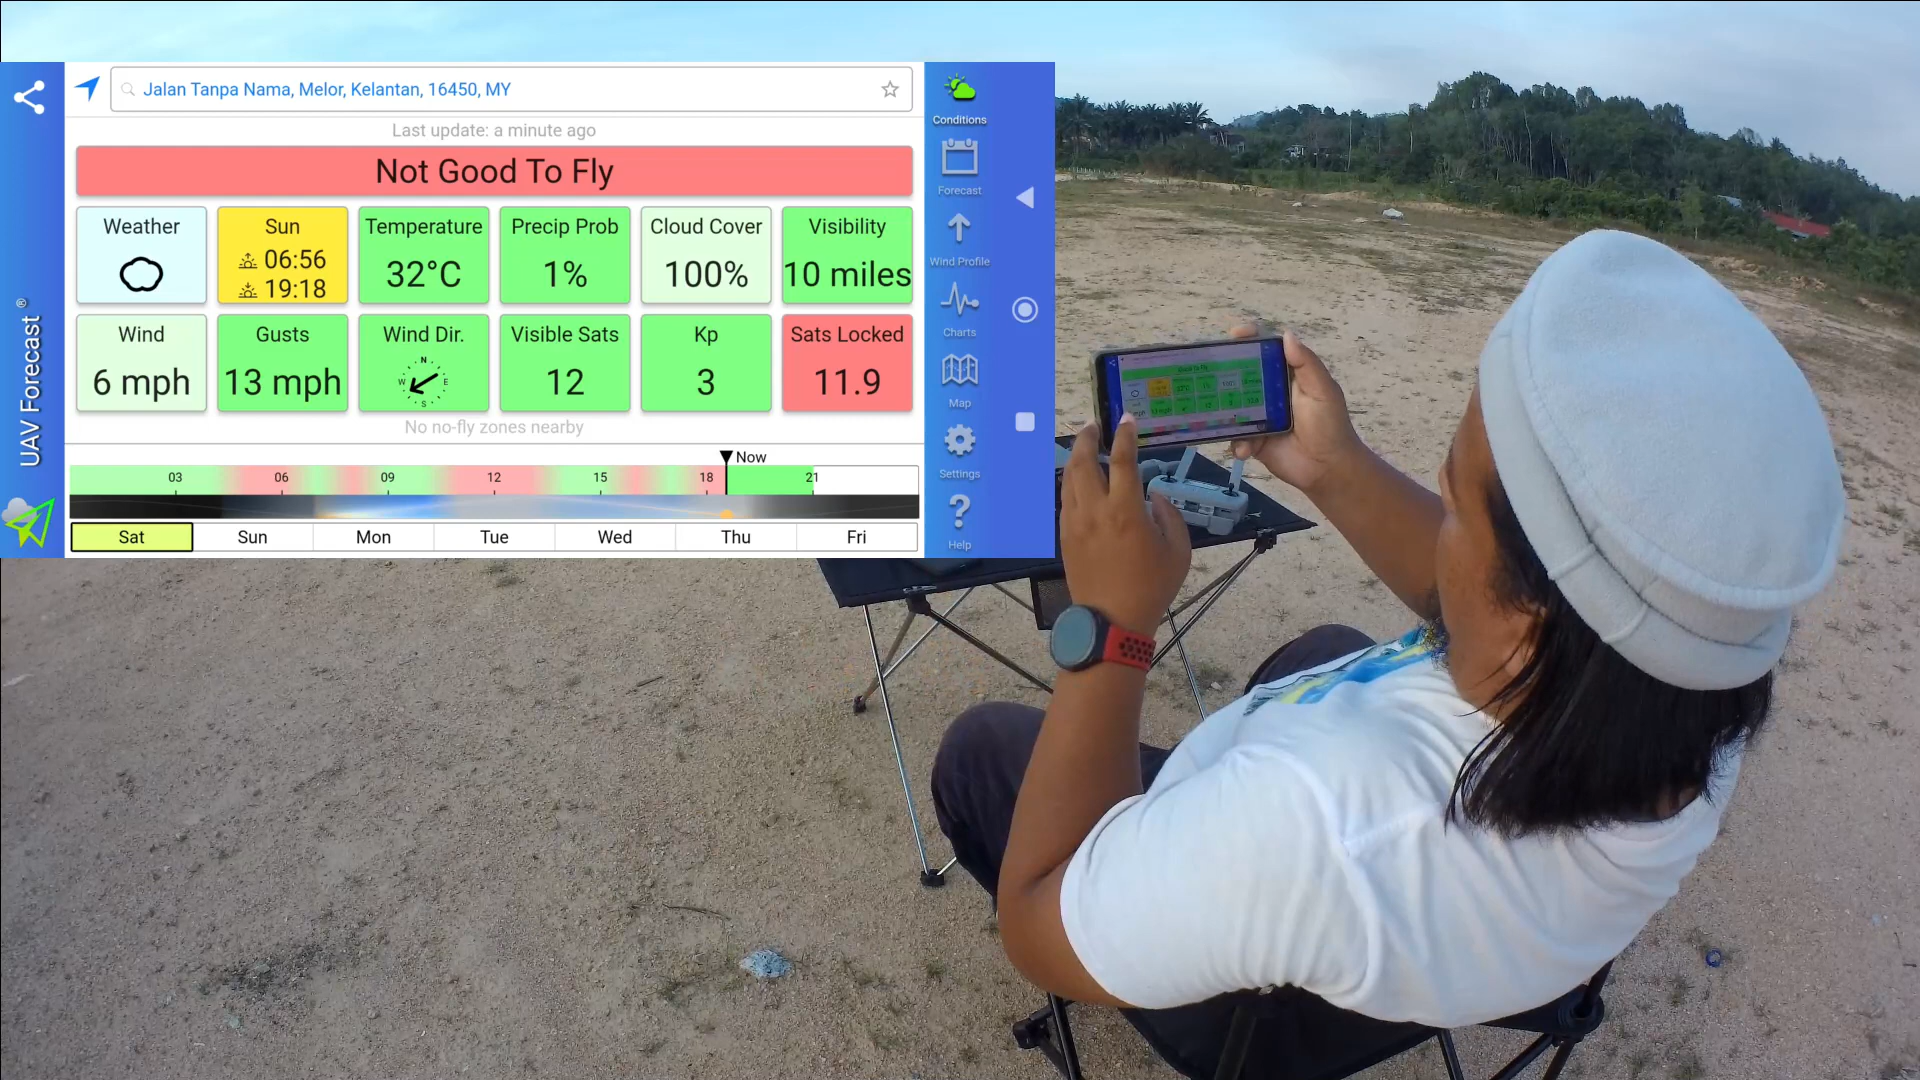 Jalan Tanpa Nama, Melor, Kelantan, 16450, MY
Last update: a minute ago
Not Good To Fly
Weather
Sun
06:56
19:18
Temperature
32°C
Precip Prob
1%
Cloud Cover
100%
Visibility
10 miles
Wind
6 mph
Gusts
13 mph
Wind Dir.
N
W E
S
Visible Sats
12
Kp
3
Sats Locked
11.9
No no-fly zones nearby
Now
03 06 09 12 15 18 21
Sat Sun Mon Tue Wed Thu Fri
UAV Forecast®
Conditions
Forecast
Wind Profile
Charts
Map
Settings
Help